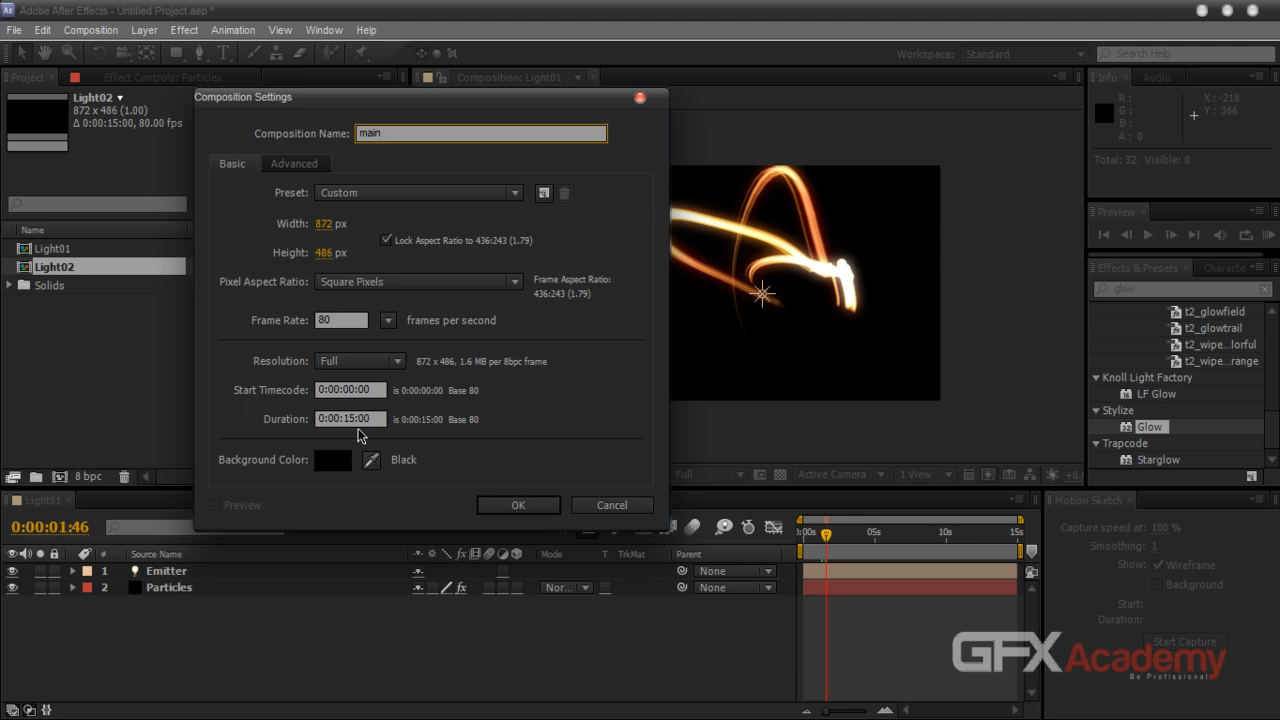 Ae Adobe After Effects - Untitled Project.aep *
File Edit Composition Layer Effect Animation View Window Help
Workspace: Standard Search Help
Project Effect Controls: Particles Composition: Light01 Info Audio
Light02
872 x 486 (1.00)
Δ 0:00:15:00, 80.00 fps
Name
Light01
Light02
Solids
8 bpc
Composition Settings
Composition Name: main
Basic Advanced
Preset: Custom
Width: 872 px
Lock Aspect Ratio to 436:243 (1.79)
Height: 486 px
Pixel Aspect Ratio: Square Pixels
Frame Aspect Ratio:
436:243 (1.79)
Frame Rate: 80 frames per second
Resolution: Full 872 x 486, 1.6 MB per 8bpc frame
Start Timecode: 0:00:00:00 is 0:00:00:00 Base 80
Duration: 0:00:15:00 is 0:00:15:00 Base 80
Background Color: Black
Preview OK Cancel
Full Active Camera 1 View +0.
R : X : -218
G : Y : 366
B :
A : 0
Total: 32 Visible: 0
Preview
Effects & Presets Characte
glow
t2_glowfield
t2_glowtrail
t2_wipe...lorful
t2_wipe...range
Knoll Light Factory
LF Glow
Stylize
Glow
Trapcode
Starglow
Light01
0:00:01:46
# Source Name Mode T TrkMat Parent
1 Emitter None
2 Particles Nor... None
:00s 05s 10s 15s
Motion Sketch
Capture speed at: 100 %
Smoothing: 1
Show: Wireframe
Background
Start:
Duration:
Start Capture
GFXAcademy
Be Professional